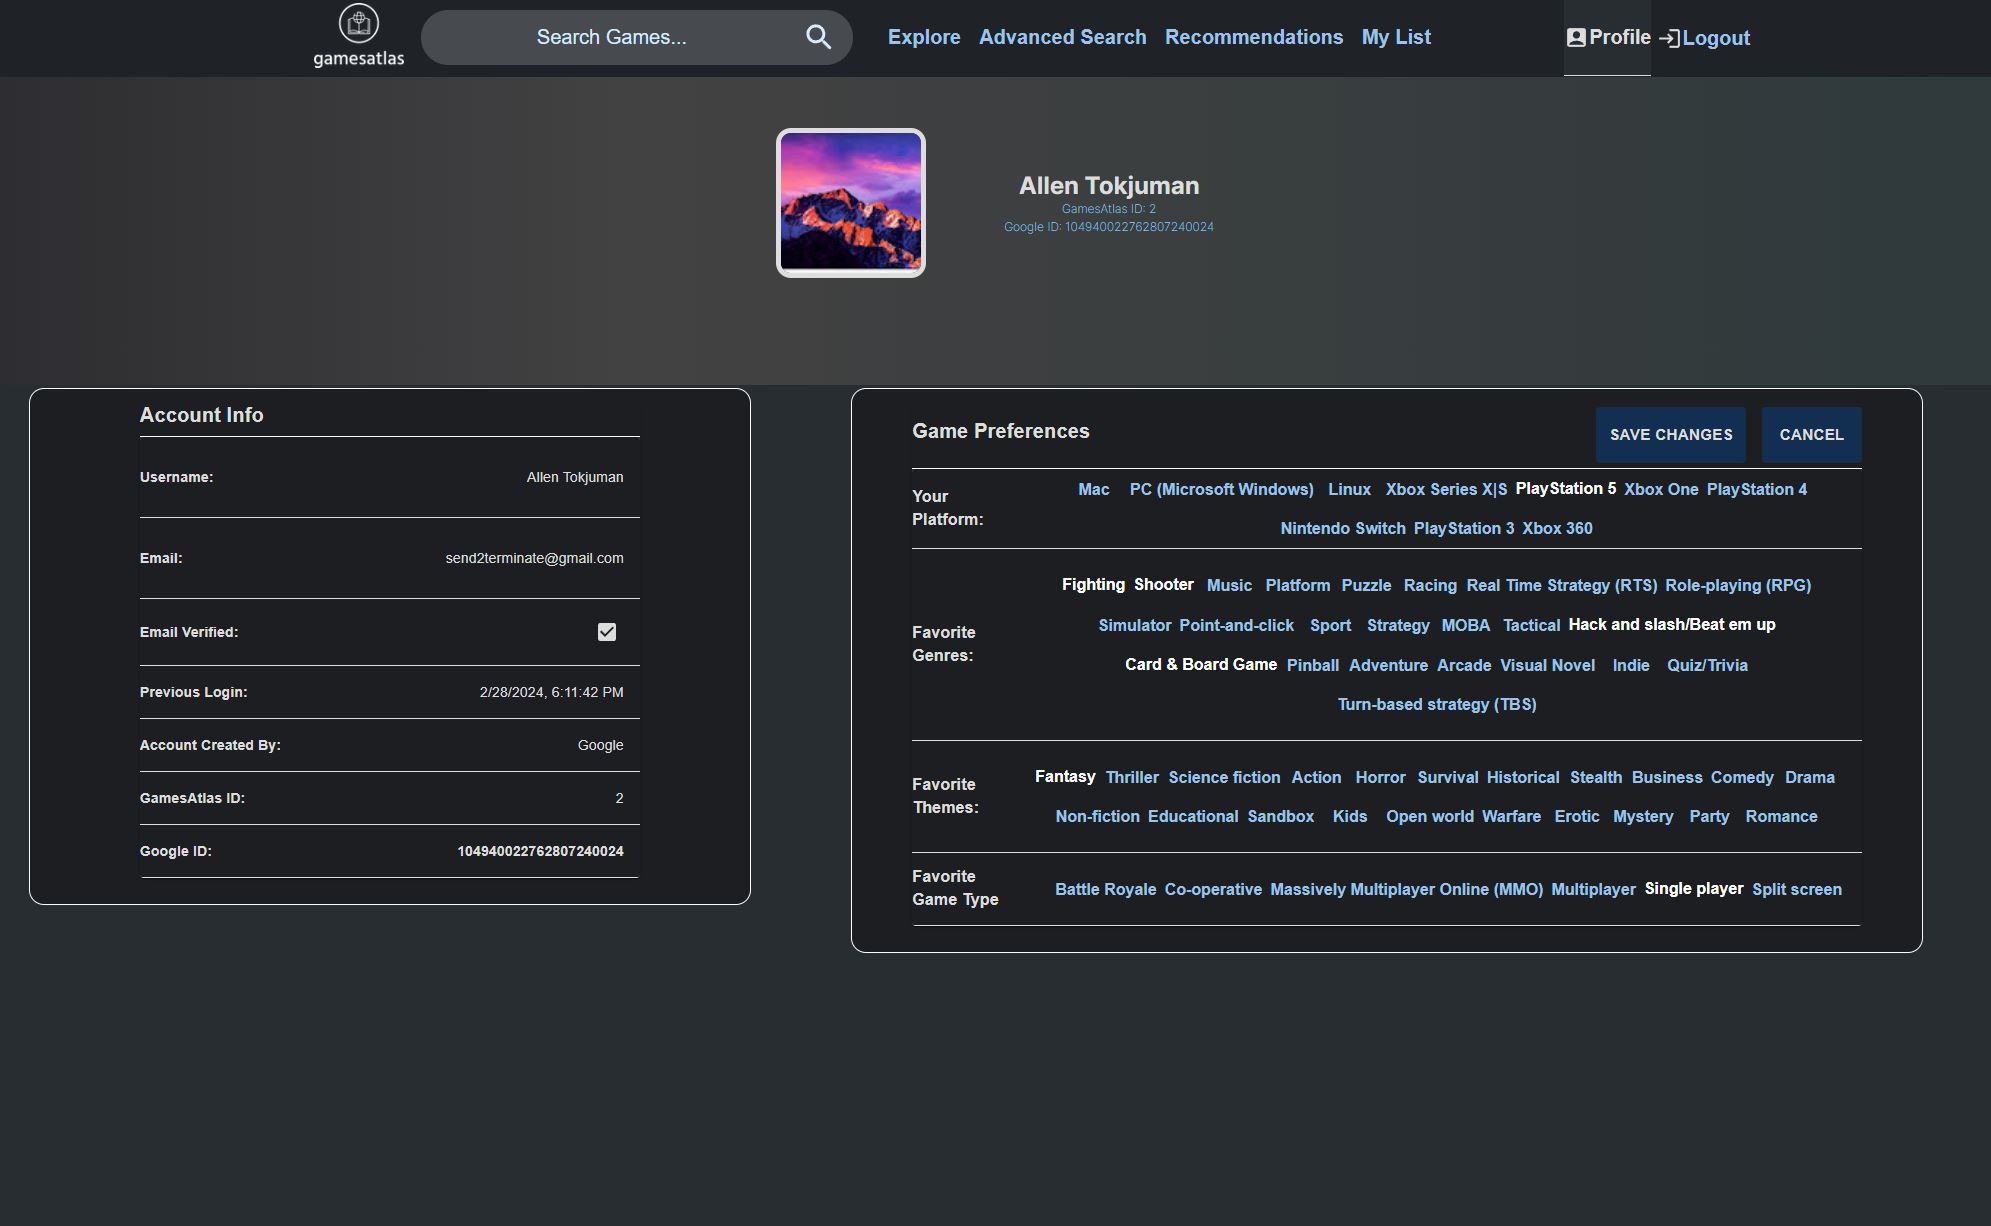 gamesatlas
Search Games...
Explore Advanced Search Recommendations My List
Profile Logout
Allen Tokjuman
GamesAtlas ID: 2
Google ID: 104940022762807240024
Account Info
Username: Allen Tokjuman
Email: send2terminate@gmail.com
Email Verified:
Previous Login: 2/28/2024, 6:11:42 PM
Account Created By: Google
GamesAtlas ID: 2
Google ID: 104940022762807240024
Game Preferences SAVE CHANGES CANCEL
Your
Platform:
Mac PC (Microsoft Windows) Linux Xbox Series X|S PlayStation 5 Xbox One PlayStation 4
Nintendo Switch PlayStation 3 Xbox 360
Favorite
Genres:
Fighting Shooter Music Platform Puzzle Racing Real Time Strategy (RTS) Role-playing (RPG)
Simulator Point-and-click Sport Strategy MOBA Tactical Hack and slash/Beat em up
Card & Board Game Pinball Adventure Arcade Visual Novel Indie Quiz/Trivia
Turn-based strategy (TBS)
Favorite
Themes:
Fantasy Thriller Science fiction Action Horror Survival Historical Stealth Business Comedy Drama
Non-fiction Educational Sandbox Kids Open world Warfare Erotic Mystery Party Romance
Favorite
Game Type
Battle Royale Co-operative Massively Multiplayer Online (MMO) Multiplayer Single player Split screen